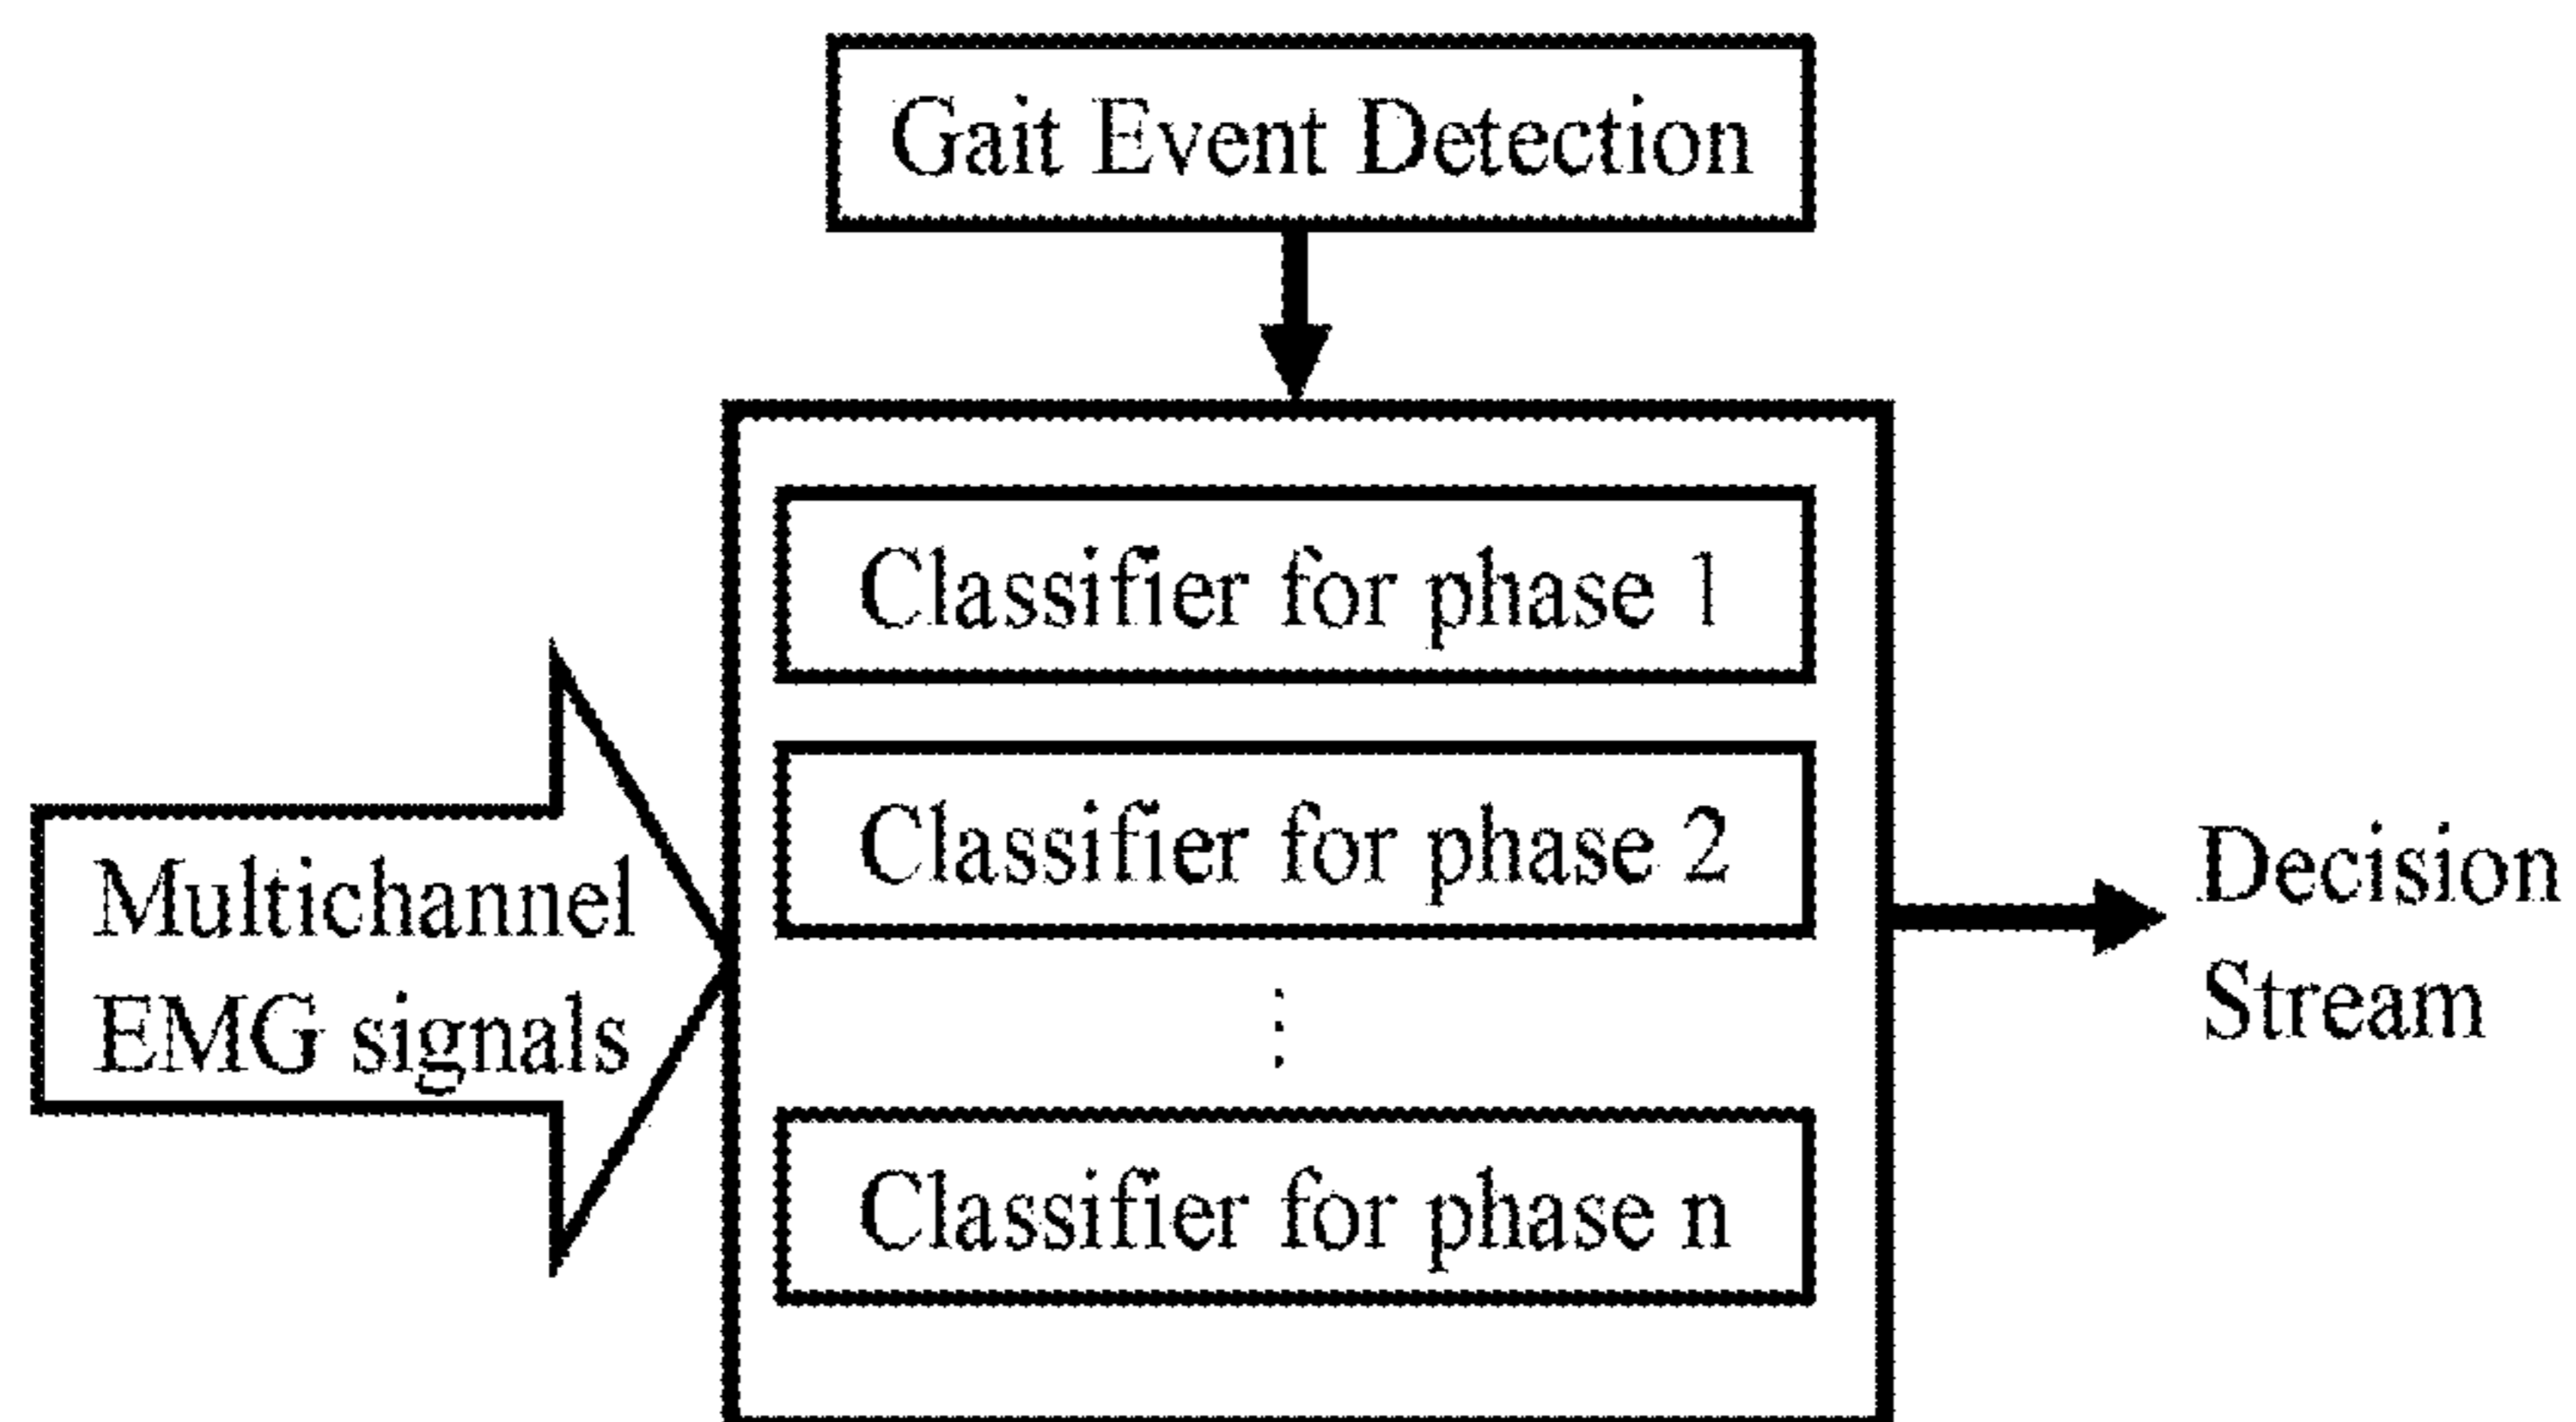 Gait Event Detection
Classifier for phase 1
Classifier for phase 2
⋮
Classifier for phase n
Multichannel
EMG signals
Decision
Stream